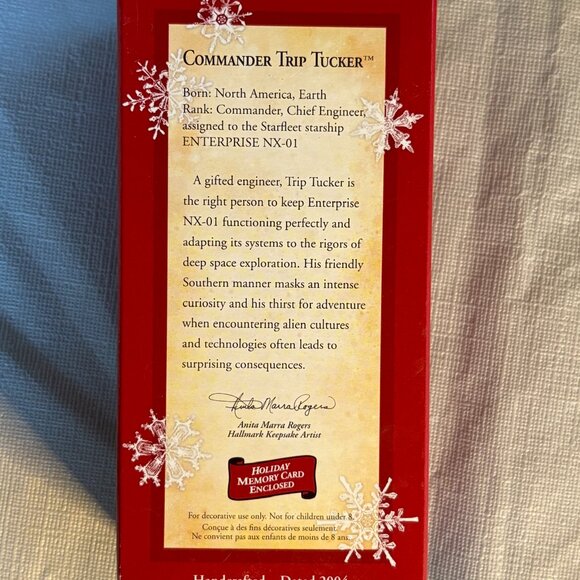 COMMANDER TRIP TUCKER™
Born: North America, Earth
Rank: Commander, Chief Engineer,
assigned to the Starfleet starship
ENTERPRISE NX-01
A gifted engineer, Trip Tucker is
the right person to keep Enterprise
NX-01 functioning perfectly and
adapting its systems to the rigors of
deep space exploration. His friendly
Southern manner masks an intense
curiosity and his thirst for adventure
when encountering alien cultures
and technologies often leads to
surprising consequences.
Anita Marra Rogers
Anita Marra Rogers
Hallmark Keepsake Artist
HOLIDAY
MEMORY CARD
ENCLOSED
For decorative use only. Not for children under 8.
Conçue à des fins décoratives seulement.
Ne convient pas aux enfants de moins de 8 ans.
Handcrafted Dated 2004